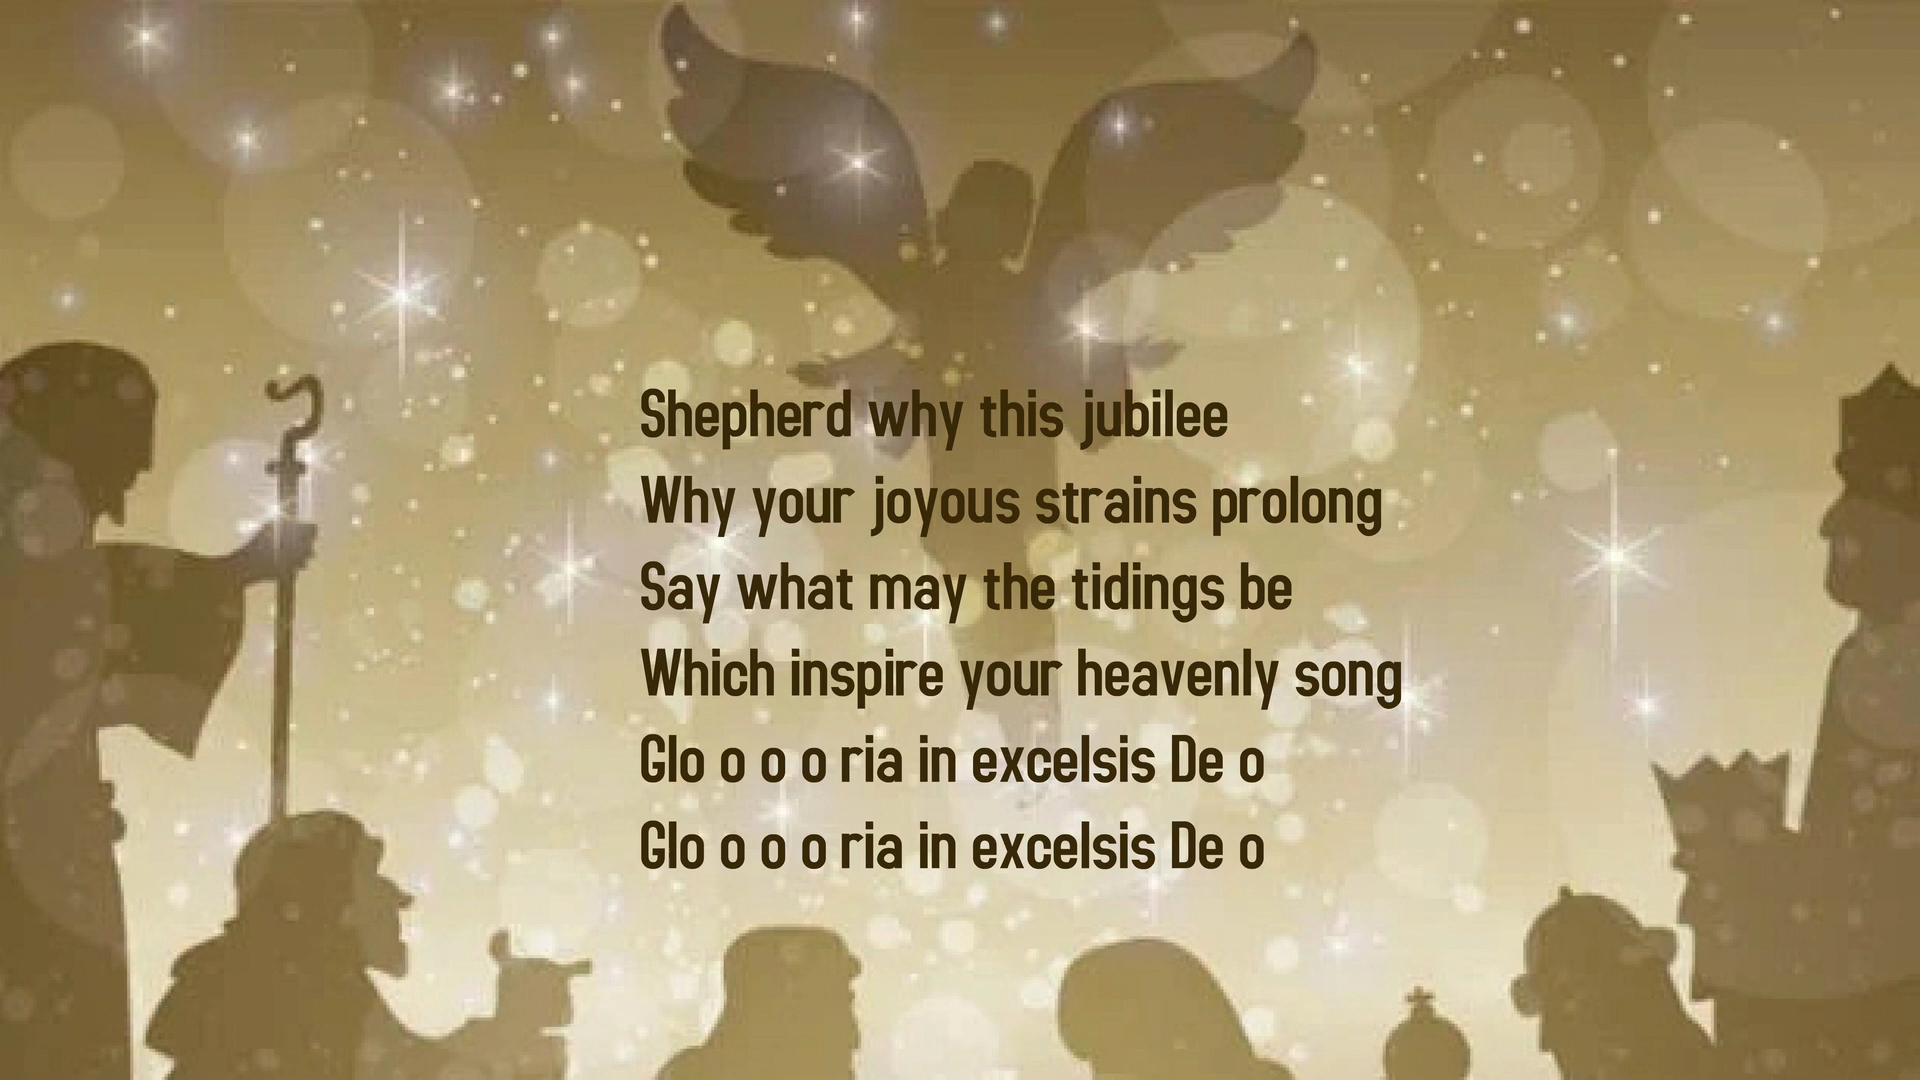 Shepherd why this jubilee
Why your joyous strains prolong
Say what may the tidings be
Which inspire your heavenly song
Glo o o o ria in excelsis De o
Glo o o o ria in excelsis De o